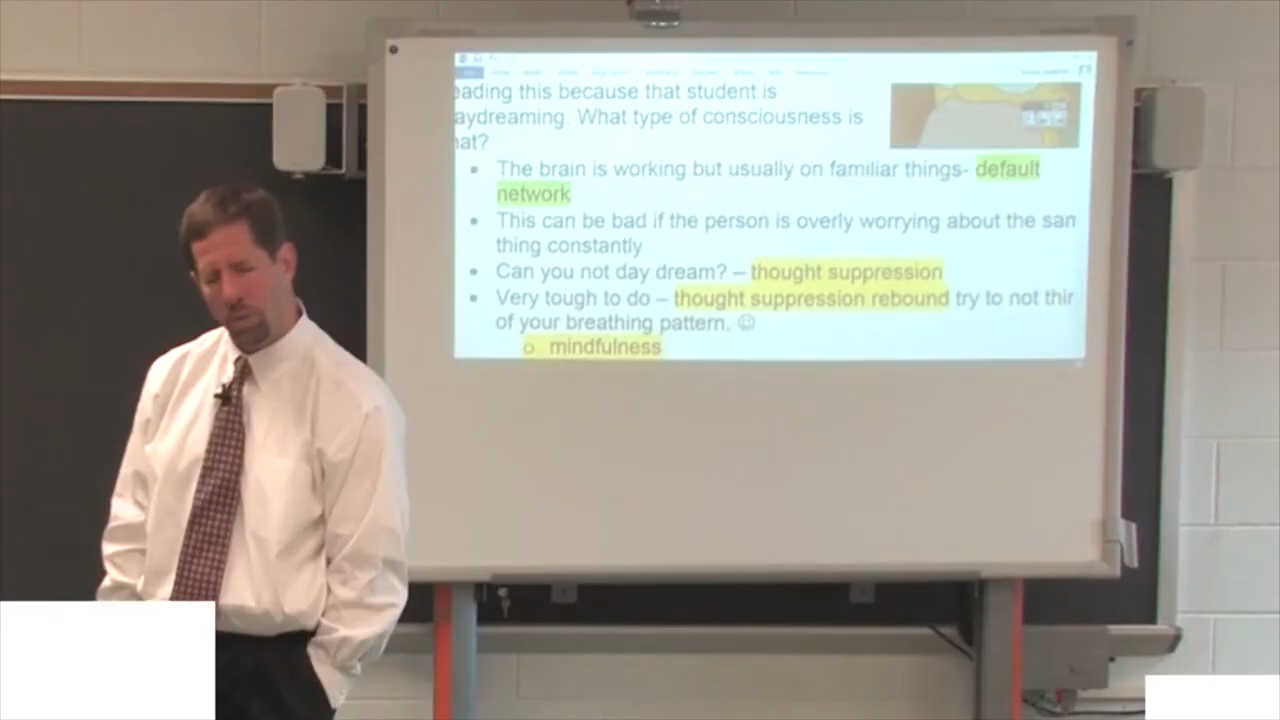 eading this because that student is
aydreaming. What type of consciousness is
hat?
• The brain is working but usually on familiar things- default
network
• This can be bad if the person is overly worrying about the sam
thing constantly
• Can you not day dream? – thought suppression
• Very tough to do – thought suppression rebound try to not thin
of your breathing pattern. ☺
o mindfulness